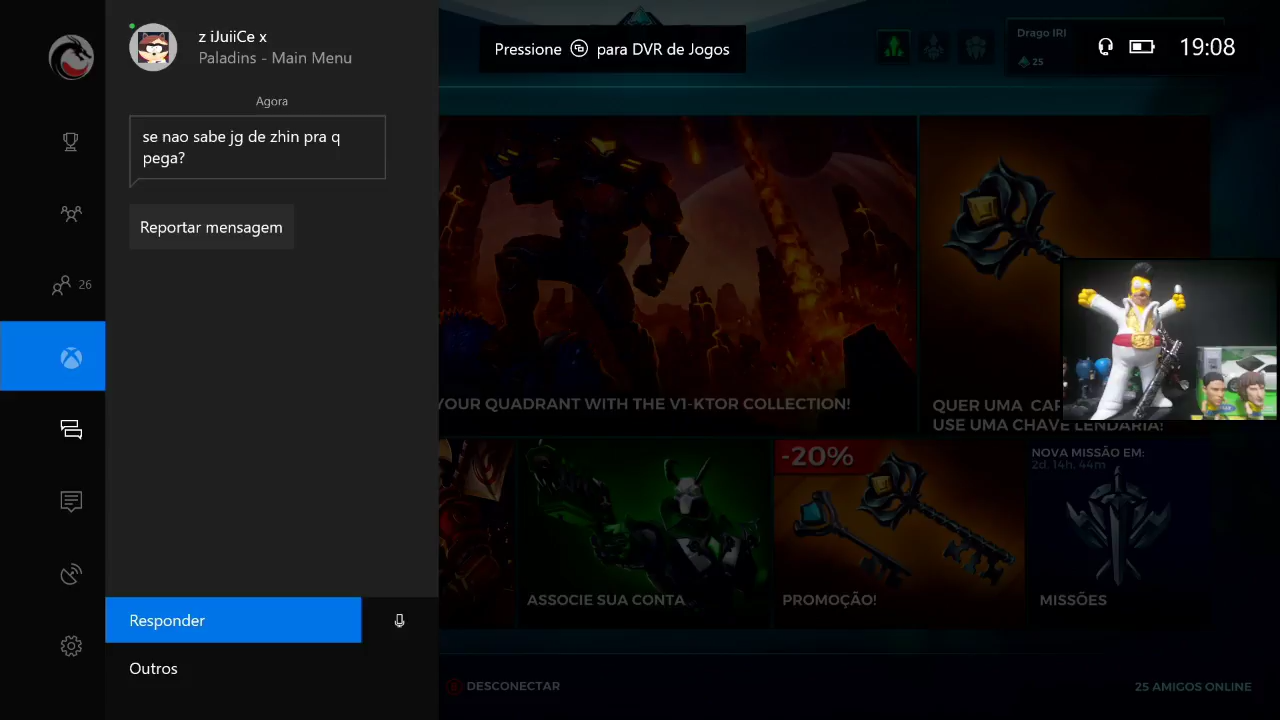 z iJuiiCe x
Paladins - Main Menu
Pressione para DVR de Jogos
Drago IRI
25
19:08
Agora
se nao sabe jg de zhin pra q
pega?
Reportar mensagem
26
YOUR QUADRANT WITH THE V1-KTOR COLLECTION!
QUER UMA CAR
USE UMA CHAVE LENDÁRIA!
-20%
NOVA MISSÃO EM:
2d, 14h, 44m
ASSOCIE SUA CONTA
PROMOÇÃO!
MISSÕES
Responder
Outros
B DESCONECTAR
25 AMIGOS ONLINE